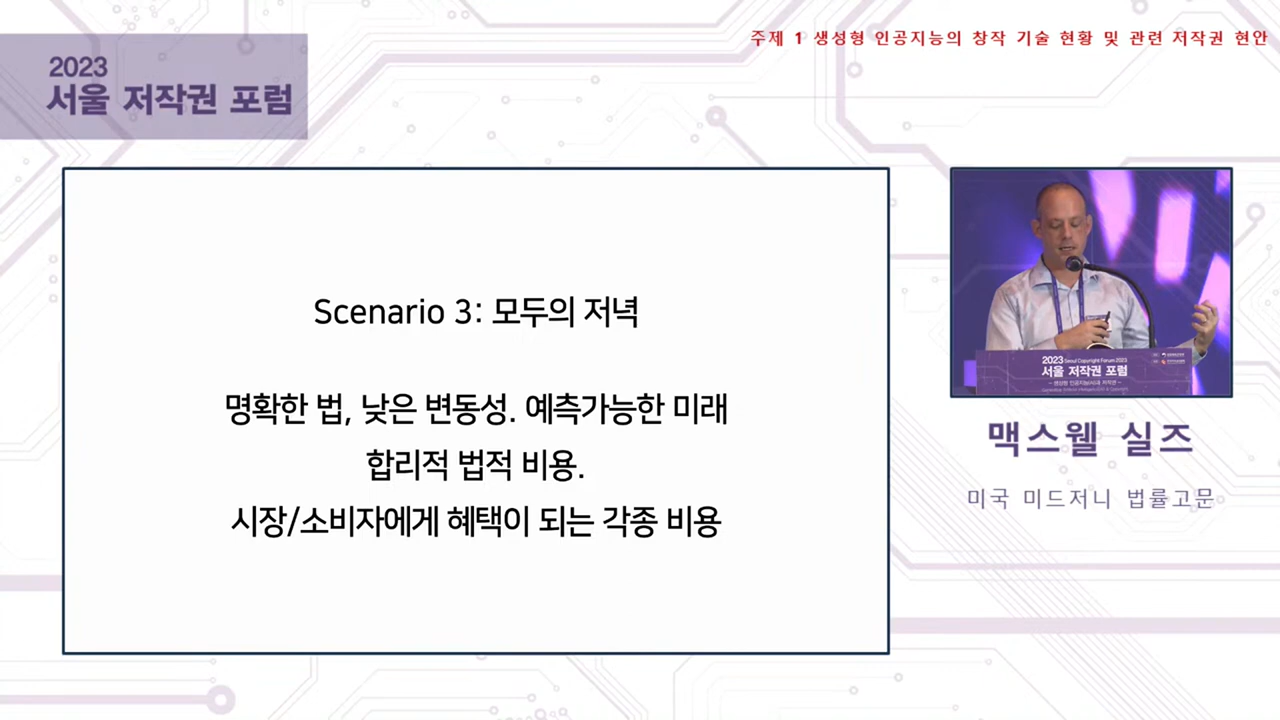 주제 1 생성형 인공지능의 창작 기술 현황 및 관련 저작권 현안
2023
서울 저작권 포럼
Scenario 3: 모두의 저녁
명확한 법, 낮은 변동성. 예측가능한 미래
합리적 법적 비용.
시장/소비자에게 혜택이 되는 각종 비용
2023 Seoul Copyright Forum 2023
서울 저작권 포럼
맥스웰 실즈
미국 미드저니 법률고문